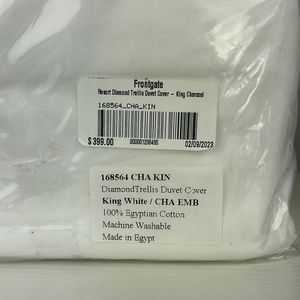 Frontgate
Resort Diamond Trellis Duvet Cover - King Charcoal
168564_CHA_KIN
$399.00
000001206495
02/09/2023
168564 CHA KIN
DiamondTrellis Duvet Cover
King White / CHA EMB
100% Egyptian Cotton
Machine Washable
Made in Egypt